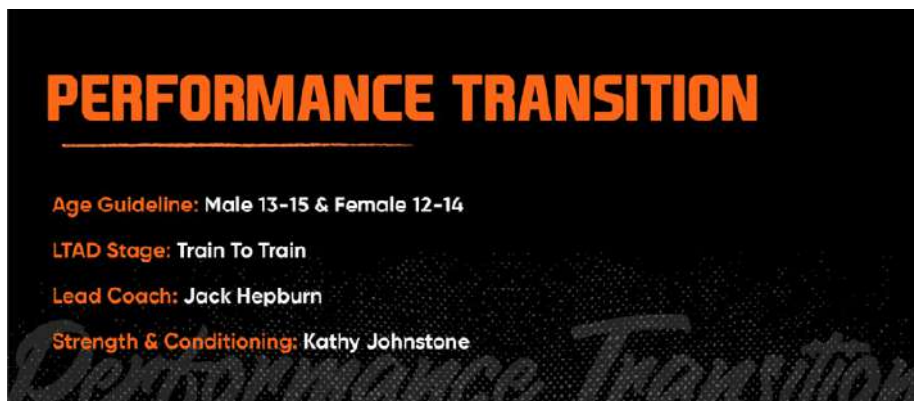 PERFORMANCE TRANSITION
Age Guideline: Male 13-15 & Female 12-14
LTAD Stage: Train To Train
Lead Coach: Jack Hepburn
Strength & Conditioning: Kathy Johnstone
Performance Transition